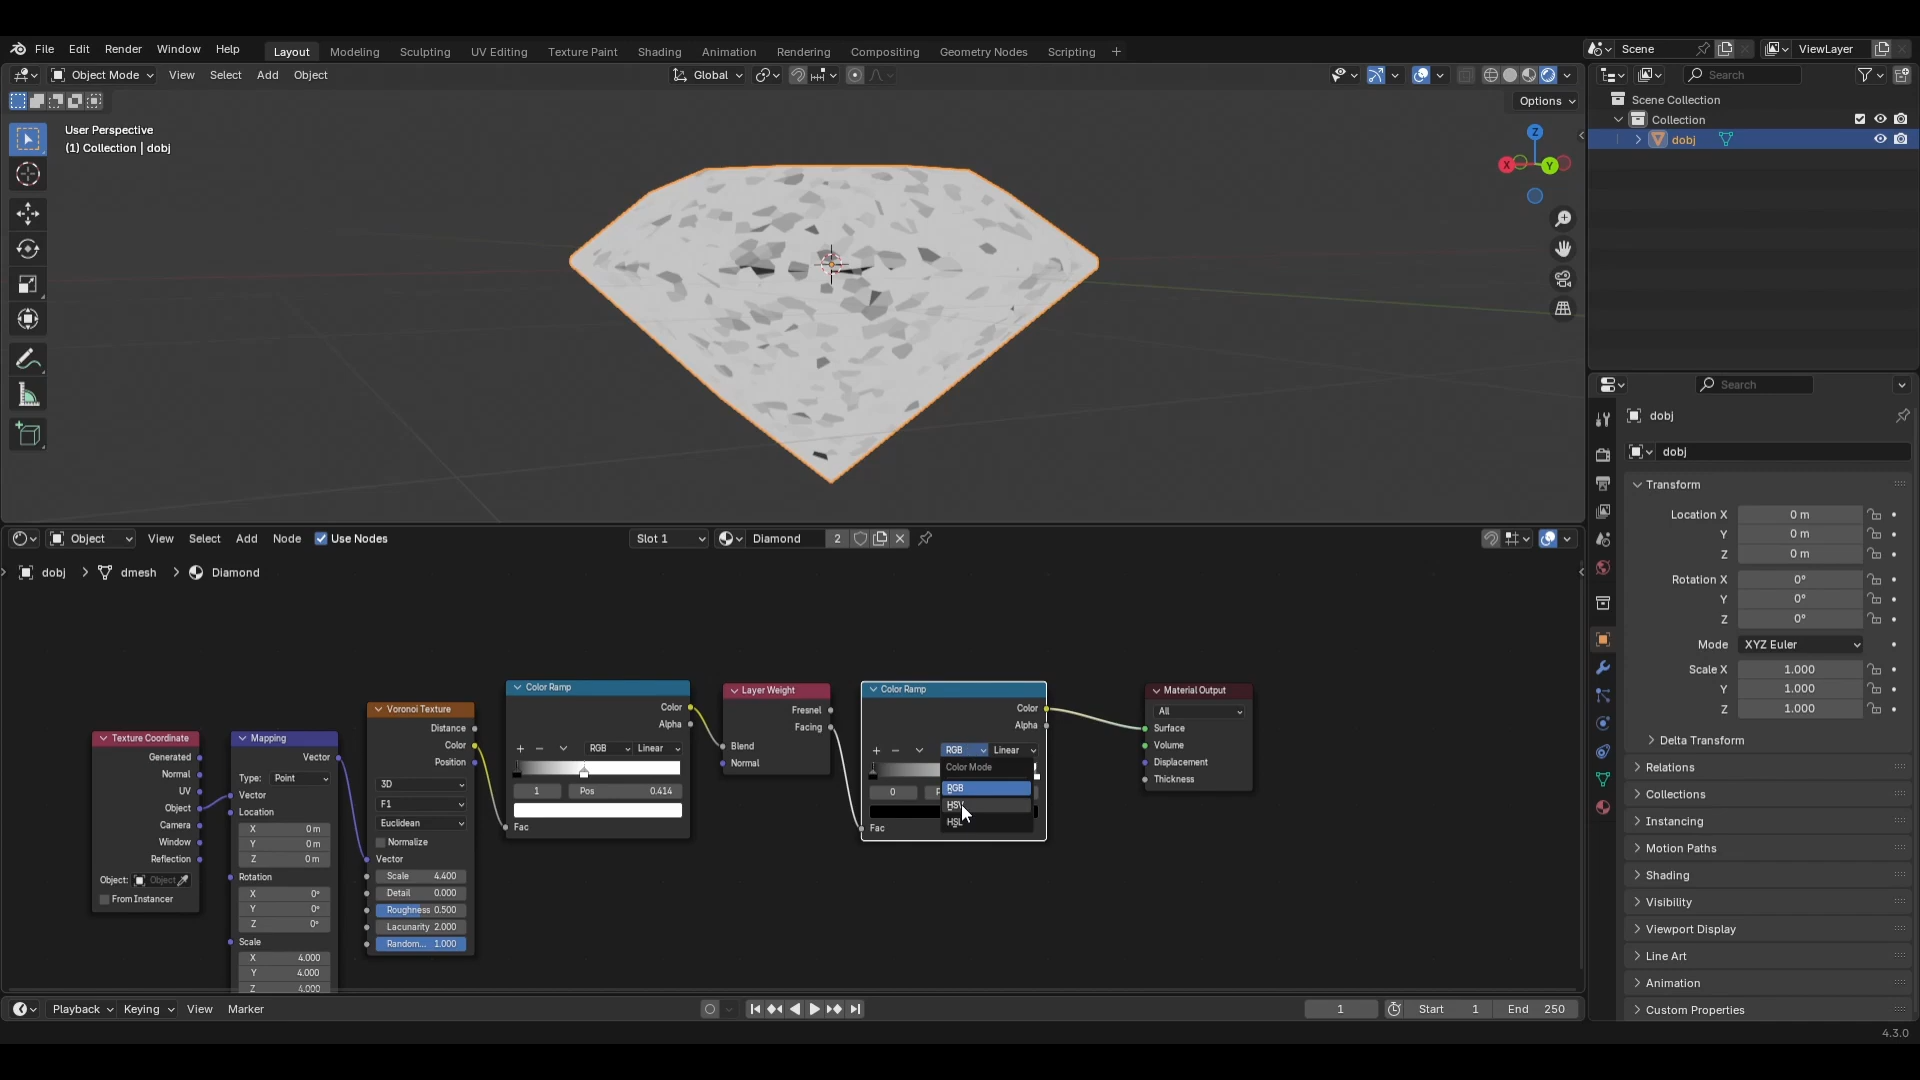 File Edit Render Window Help Layout Modeling Sculpting UV Editing Texture Paint Shading Animation Rendering Compositing Geometry Nodes Scripting + Scene ViewLayer
Object Mode View Select Add Object Global Search
Options
User Perspective
(1) Collection | dobj
Z
X
Y
Scene Collection
Collection
dobj
Search
dobj
dobj
Transform
Location X 0 m
Y 0 m
Z 0 m
Rotation X 0°
Y 0°
Z 0°
Mode XYZ Euler
Scale X 1.000
Y 1.000
Z 1.000
Delta Transform
Relations
Collections
Instancing
Motion Paths
Shading
Visibility
Viewport Display
Line Art
Animation
Custom Properties
Object View Select Add Node Use Nodes Slot 1 Diamond 2
dobj > dmesh > Diamond
Texture Coordinate
Generated
Normal
UV
Object
Camera
Window
Reflection
Object: Object
From Instancer
Mapping
Vector
Type: Point
Vector
Location
X 0 m
Y 0 m
Z 0 m
Rotation
X 0°
Y 0°
Z 0°
Scale
X 4.000
Y 4.000
Z 4.000
Voronoi Texture
Distance
Color
Position
3D
F1
Euclidean
Normalize
Vector
Scale 4.400
Detail 0.000
Roughness 0.500
Lacunarity 2.000
Random... 1.000
Color Ramp
Color
Alpha
+ − RGB Linear
1 Pos 0.414
Fac
Layer Weight
Fresnel
Facing
Blend
Normal
Color Ramp
Color
Alpha
+ − RGB Linear
Color Mode
RGB
HSV
HSL
0 P
Fac
Material Output
All
Surface
Volume
Displacement
Thickness
Playback Keying View Marker 1 Start 1 End 250
4.3.0